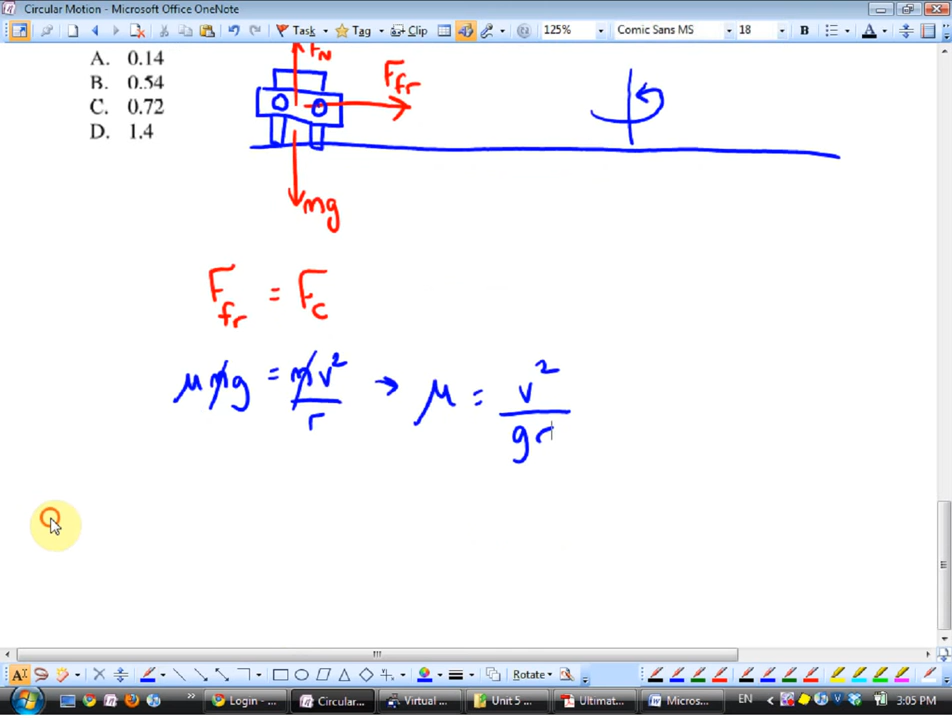 Circular Motion - Microsoft Office OneNote
Task Tag Clip 125% Comic Sans MS 18 B A
A. 0.14
B. 0.54
C. 0.72
D. 1.4
FN
Ffr
mg
Ffr = Fc
μmg = mv²/r → μ = v²/gr
A Rotate
Login - ... Circular... Virtual ... Unit 5 ... Ultimat... Micros... EN 3:05 PM